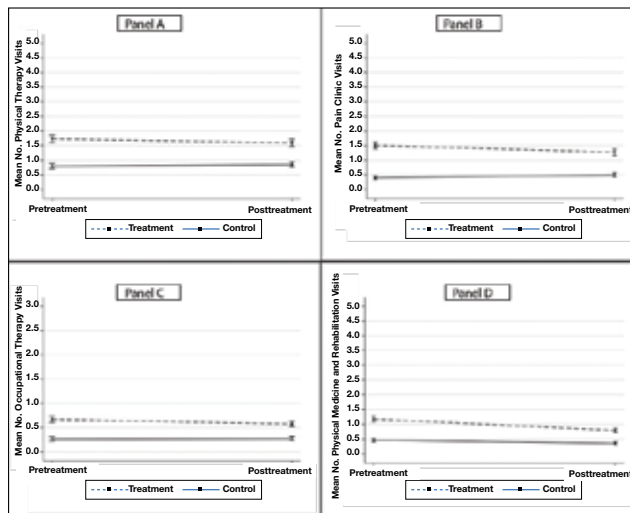 Panel A
Mean No. Physical Therapy Visits
5.0
4.5
4.0
3.5
3.0
2.5
2.0
1.5
1.0
0.5
0.0
Pretreatment
Posttreatment
Treatment Control
Panel B
Mean No. Pain Clinic Visits
5.0
4.5
4.0
3.5
3.0
2.5
2.0
1.5
1.0
0.5
0.0
Pretreatment
Posttreatment
Treatment Control
Panel C
Mean No. Occupational Therapy Visits
3.0
2.5
2.0
1.5
1.0
0.5
0.0
Pretreatment
Posttreatment
Treatment Control
Panel D
Mean No. Physical Medicine and Rehabilitation Visits
5.0
4.5
4.0
3.5
3.0
2.5
2.0
1.5
1.0
0.5
0.0
Pretreatment
Posttreatment
Treatment Control